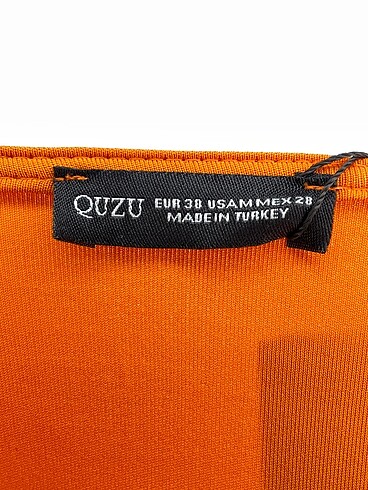 QUZU
EUR 38 USA M MEX 28
MADE IN TURKEY